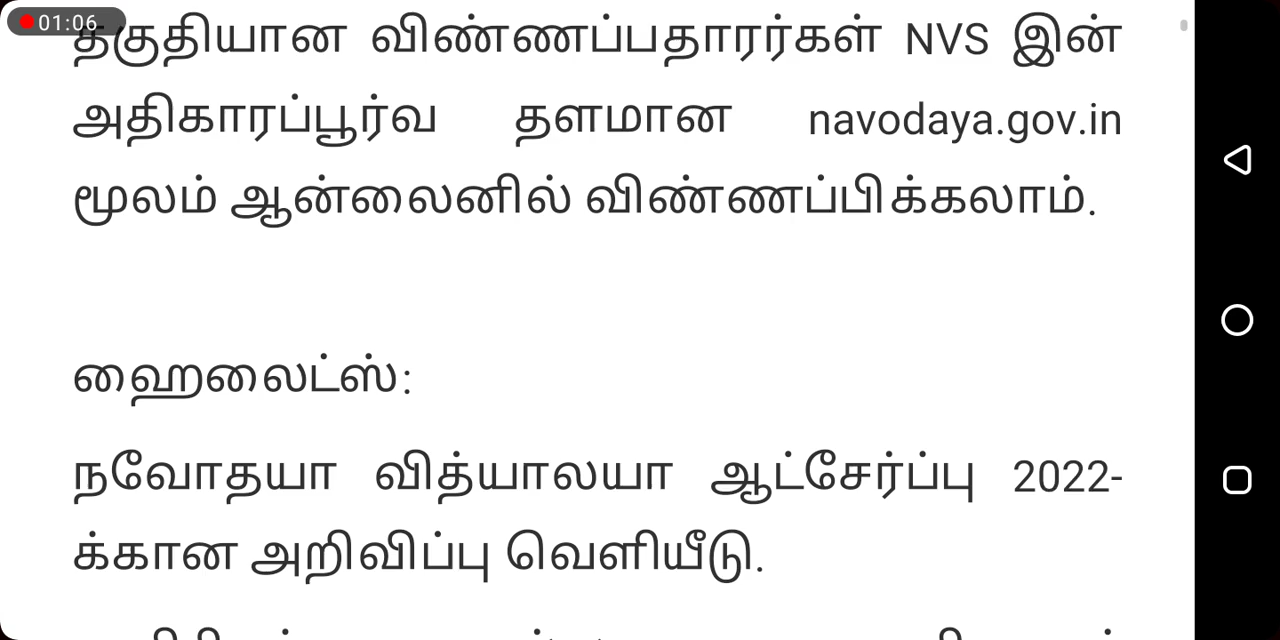 01:06
தகுதியான விண்ணப்பதாரர்கள் NVS இன்
அதிகாரப்பூர்வ தளமான navodaya.gov.in
மூலம் ஆன்லைனில் விண்ணப்பிக்கலாம்.
ஹைலைட்ஸ்:
நவோதயா வித்யாலயா ஆட்சேர்ப்பு 2022-
க்கான அறிவிப்பு வெளியீடு.